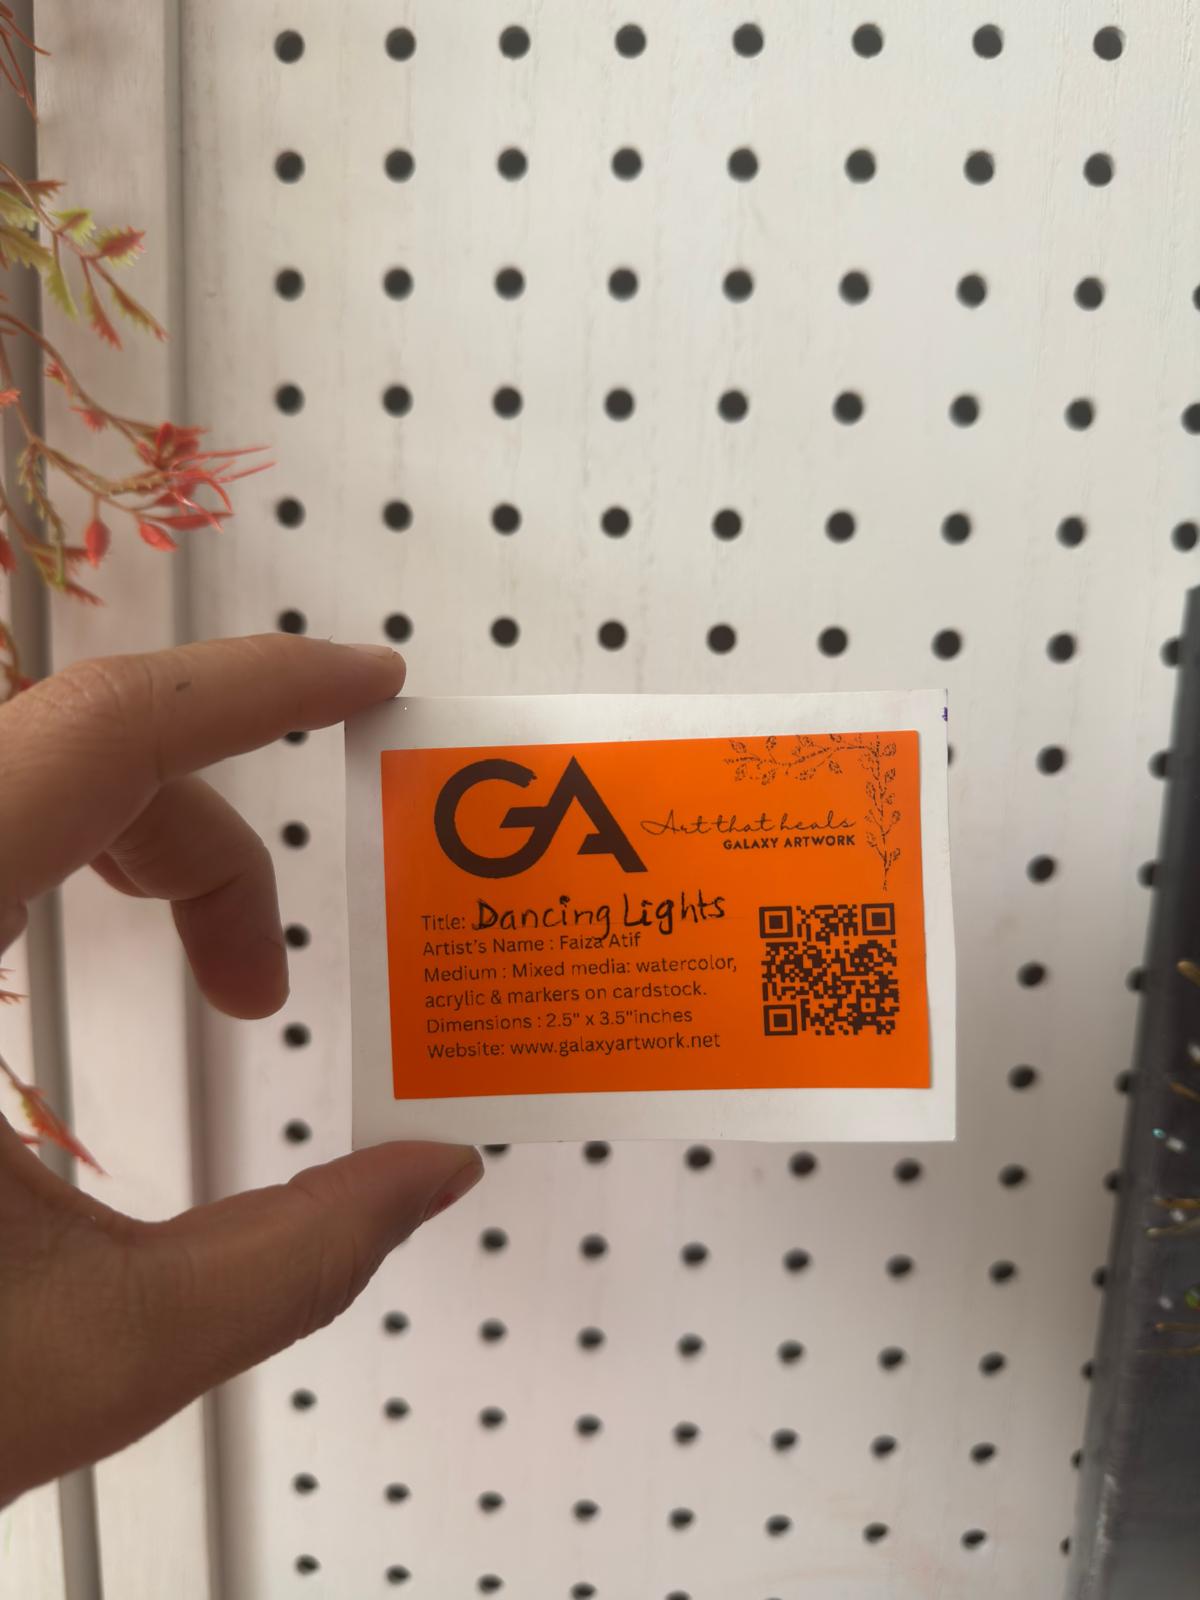 GA
Art that heals
GALAXY ARTWORK
Title: Dancing Lights
Artist's Name : Faiza Atif
Medium : Mixed media: watercolor,
acrylic & markers on cardstock.
Dimensions : 2.5" x 3.5"inches
Website: www.galaxyartwork.net